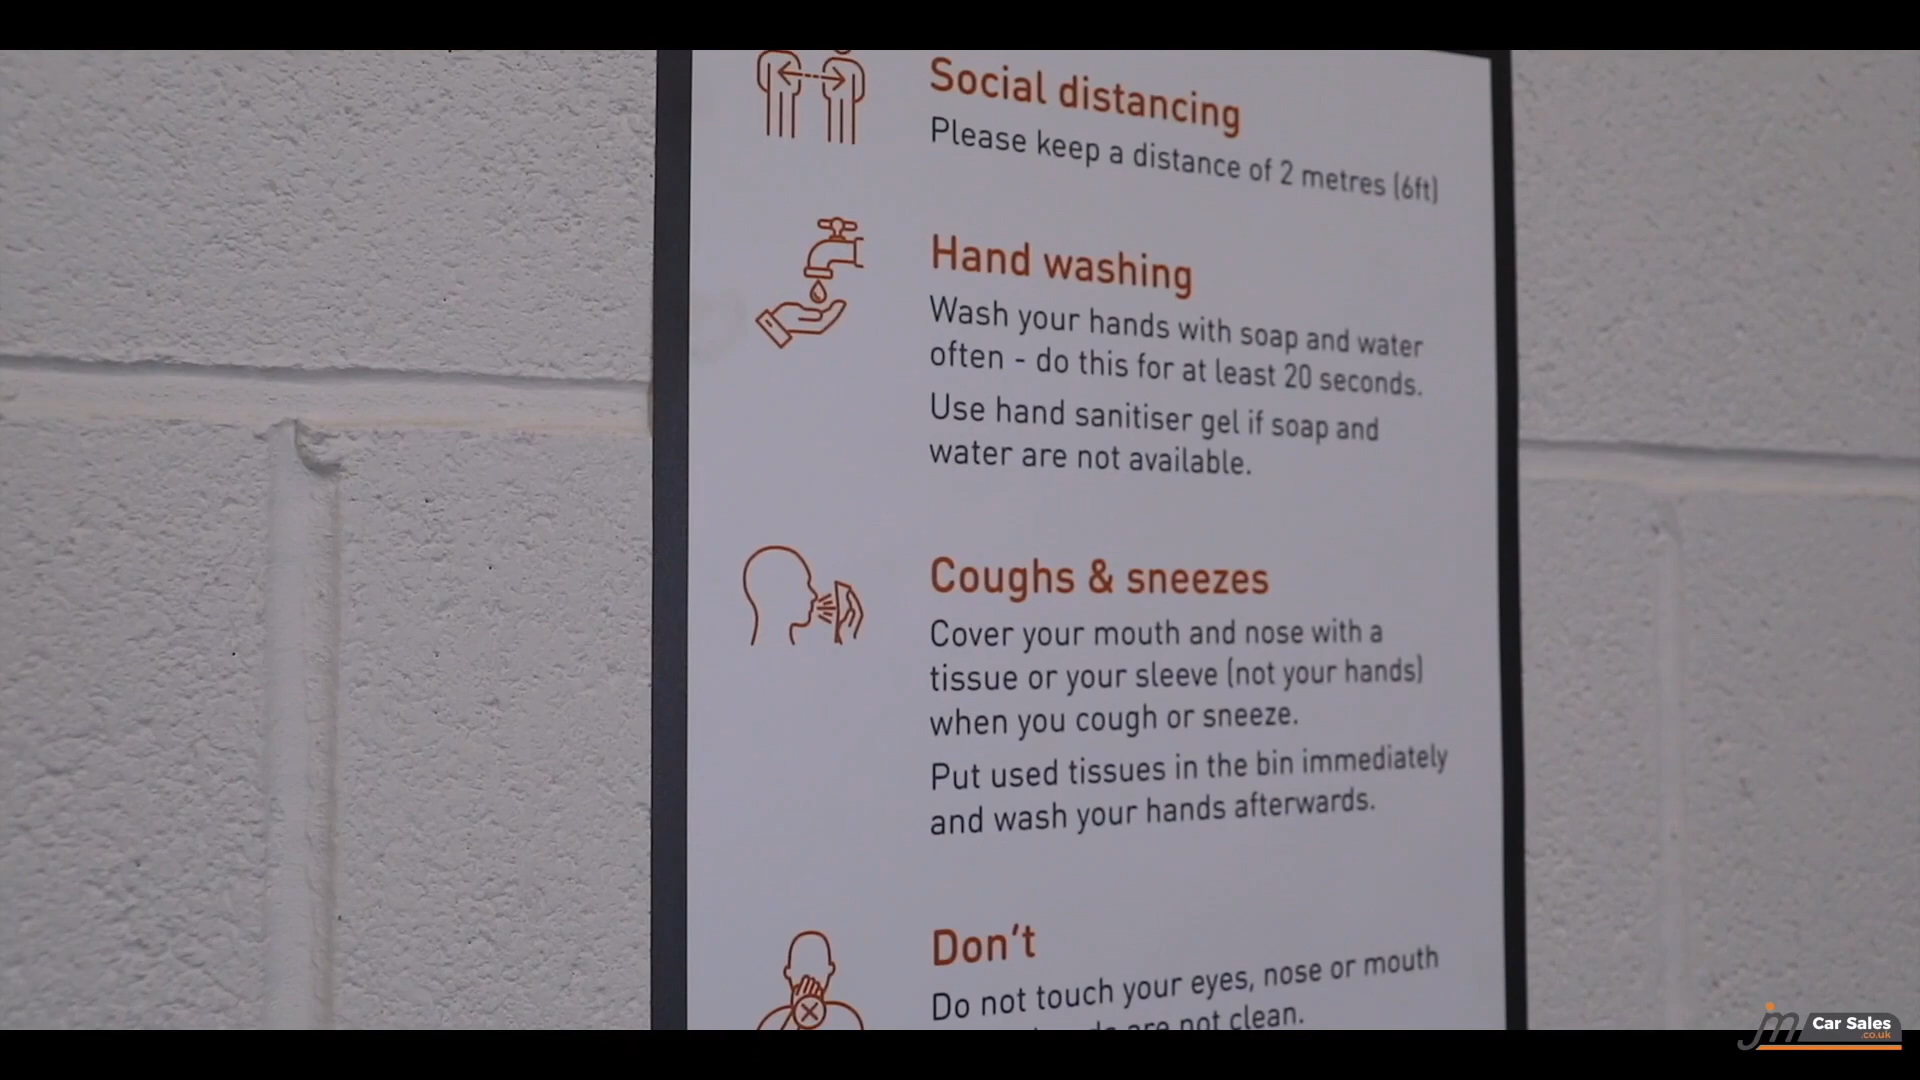 Social distancing
Please keep a distance of 2 metres (6ft)
Hand washing
Wash your hands with soap and water
often - do this for at least 20 seconds.
Use hand sanitiser gel if soap and
water are not available.
Coughs & sneezes
Cover your mouth and nose with a
tissue or your sleeve (not your hands)
when you cough or sneeze.
Put used tissues in the bin immediately
and wash your hands afterwards.
Don't
Do not touch your eyes, nose or mouth
are not clean.
jm Car Sales
.co.uk